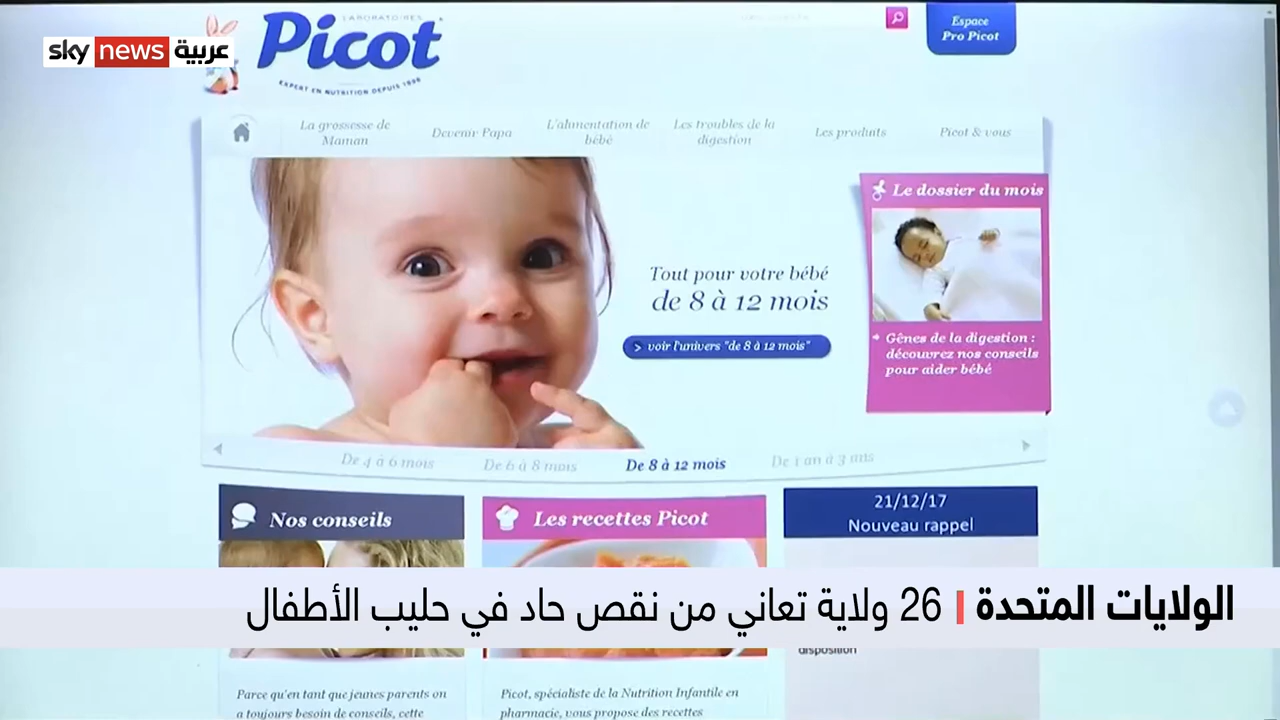 sky news عربية
LABORATOIRES
Picot
EXPERT EN NUTRITION DEPUIS 1896
Espace
Pro Picot
La grossesse de
Maman
Devenir Papa
L'alimentation de
bébé
Les troubles de la
digestion
Les produits
Picot & vous
Le dossier du mois
Tout pour votre bébé
de 8 à 12 mois
> voir l'univers "de 8 à 12 mois"
Gênes de la digestion :
découvrez nos conseils
pour aider bébé
De 4 à 6 mois
De 6 à 8 mois
De 8 à 12 mois
De 1 an à 3 ans
Nos conseils
Les recettes Picot
21/12/17
Nouveau rappel
الولايات المتحدة | 26 ولاية تعاني من نقص حاد في حليب الأطفال
disposition
Parce qu'en tant que jeunes parents on
a toujours besoin de conseils, cette
Picot, spécialiste de la Nutrition Infantile en
pharmacie, vous propose des recettes